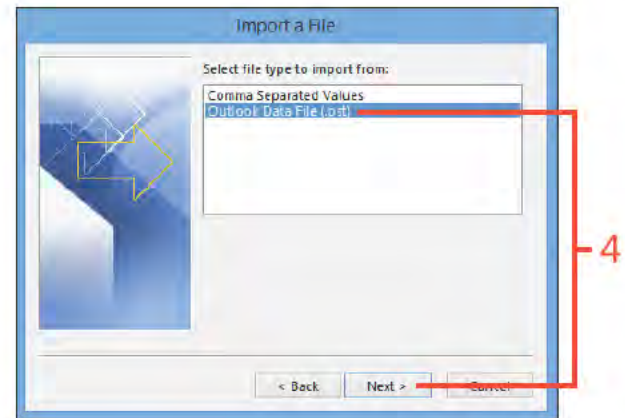 Import a File
Select file type to import from:
Comma Separated Values
Outlook Data File (.pst)
4
< Back
Next >
Cancel